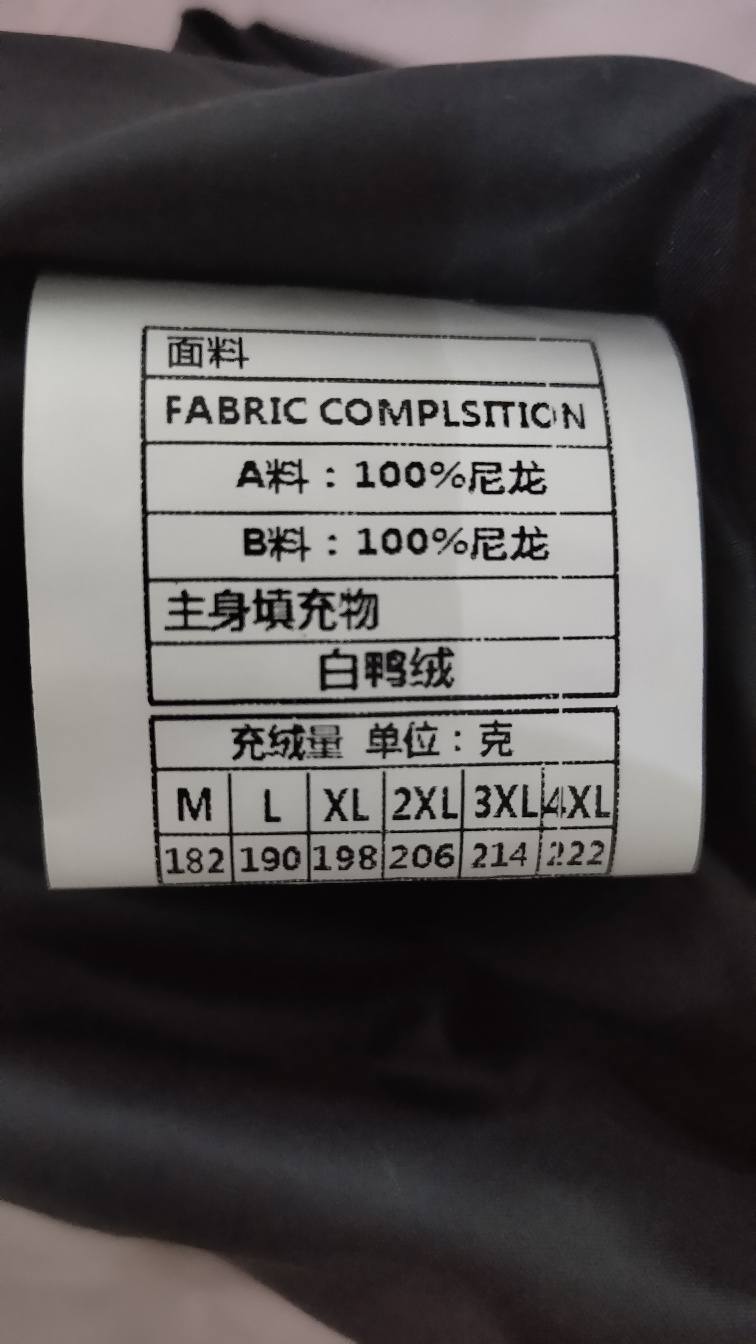 面料
FABRIC COMPLSITION
A料：100%尼龙
B料：100%尼龙
主身填充物
白鸭绒
充绒量 单位：克
M L XL 2XL 3XL 4XL
182 190 198 206 214 222